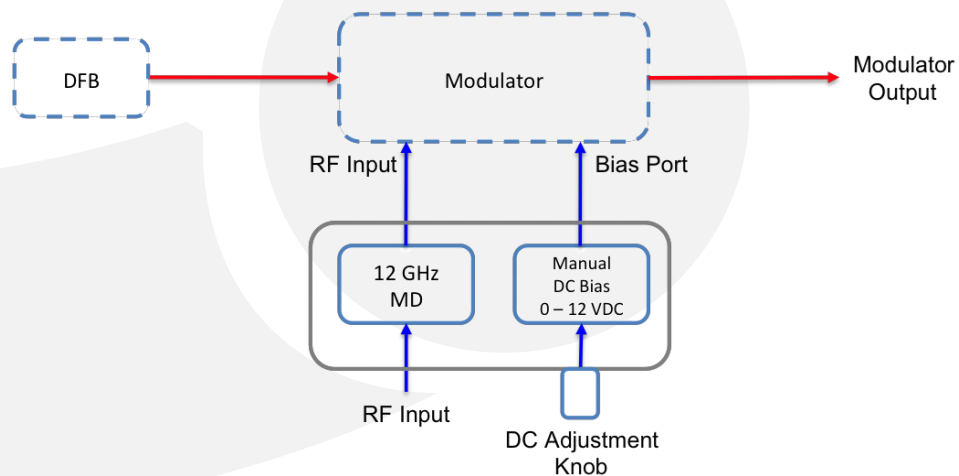 DFB
Modulator
Modulator
Output
RF Input
Bias Port
12 GHz
MD
Manual
DC Bias
0 – 12 VDC
RF Input
DC Adjustment
Knob